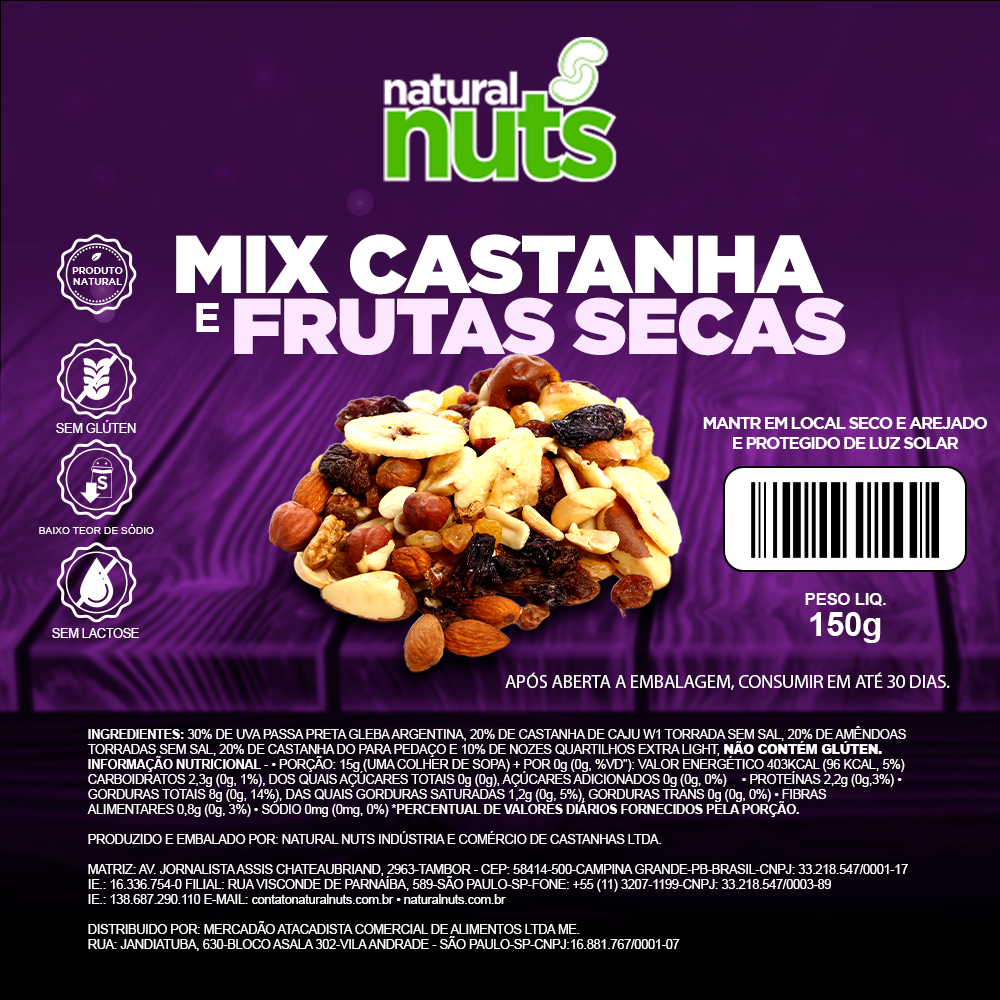 natural
nuts
MIX CASTANHA
E FRUTAS SECAS
PRODUTO
NATURAL
SEM GLÚTEN
S
BAIXO TEOR DE SÓDIO
SEM LACTOSE
MANTR EM LOCAL SECO E AREJADO
E PROTEGIDO DE LUZ SOLAR
PESO LIQ.
150g
APÓS ABERTA A EMBALAGEM, CONSUMIR EM ATÉ 30 DIAS.
INGREDIENTES: 30% DE UVA PASSA PRETA GLEBA ARGENTINA, 20% DE CASTANHA DE CAJU W1 TORRADA SEM SAL, 20% DE AMÊNDOAS
TORRADAS SEM SAL, 20% DE CASTANHA DO PARA PEDAÇO E 10% DE NOZES QUARTILHOS EXTRA LIGHT, NÃO CONTÉM GLÚTEN.
INFORMAÇÃO NUTRICIONAL - • PORÇÃO: 15g (UMA COLHER DE SOPA) + POR 0g (0g, %VD"): VALOR ENERGÉTICO 403KCAL (96 KCAL, 5%)
CARBOIDRATOS 2,3g (0g, 1%), DOS QUAIS AÇÚCARES TOTAIS 0g (0g), AÇÚCARES ADICIONADOS 0g (0g, 0%) • PROTEÍNAS 2,2g (0g,3%) •
GORDURAS TOTAIS 8g (0g, 14%), DAS QUAIS GORDURAS SATURADAS 1,2g (0g, 5%), GORDURAS TRANS 0g (0g, 0%) • FIBRAS
ALIMENTARES 0,8g (0g, 3%) • SÓDIO 0mg (0mg, 0%) *PERCENTUAL DE VALORES DIÁRIOS FORNECIDOS PELA PORÇÃO.
PRODUZIDO E EMBALADO POR: NATURAL NUTS INDÚSTRIA E COMÉRCIO DE CASTANHAS LTDA.
MATRIZ: AV. JORNALISTA ASSIS CHATEAUBRIAND, 2963-TAMBOR - CEP: 58414-500-CAMPINA GRANDE-PB-BRASIL-CNPJ: 33.218.547/0001-17
IE.: 16.336.754-0 FILIAL: RUA VISCONDE DE PARNAÍBA, 589-SÃO PAULO-SP-FONE: +55 (11) 3207-1199-CNPJ: 33.218.547/0003-89
IE.: 138.687.290.110 E-MAIL: contatonaturalnuts.com.br • naturalnuts.com.br
DISTRIBUIDO POR: MERCADÃO ATACADISTA COMERCIAL DE ALIMENTOS LTDA ME.
RUA: JANDIATUBA, 630-BLOCO ASALA 302-VILA ANDRADE - SÃO PAULO-SP-CNPJ:16.881.767/0001-07